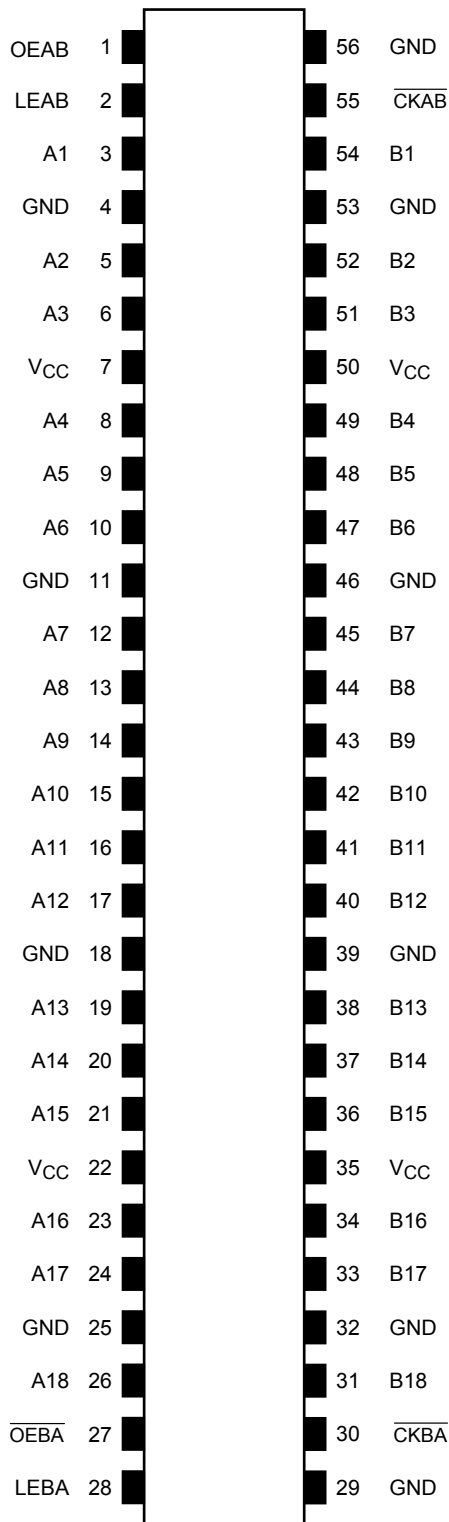 OEAB 1 56 GND
LEAB 2 55 C̅K̅A̅B̅
A1 3 54 B1
GND 4 53 GND
A2 5 52 B2
A3 6 51 B3
VCC 7 50 VCC
A4 8 49 B4
A5 9 48 B5
A6 10 47 B6
GND 11 46 GND
A7 12 45 B7
A8 13 44 B8
A9 14 43 B9
A10 15 42 B10
A11 16 41 B11
A12 17 40 B12
GND 18 39 GND
A13 19 38 B13
A14 20 37 B14
A15 21 36 B15
VCC 22 35 VCC
A16 23 34 B16
A17 24 33 B17
GND 25 32 GND
A18 26 31 B18
O̅E̅B̅A̅ 27 30 C̅K̅B̅A̅
LEBA 28 29 GND